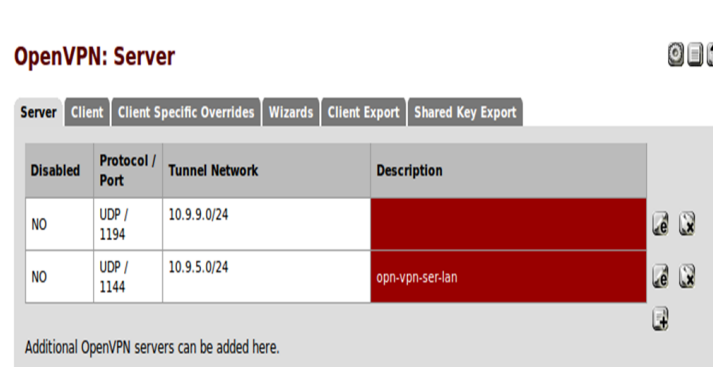 OpenVPN: Server
Server Client Client Specific Overrides Wizards Client Export Shared Key Export
Disabled Protocol / Port Tunnel Network Description
NO UDP / 1194 10.9.9.0/24
NO UDP / 1144 10.9.5.0/24 opn-vpn-ser-lan
Additional OpenVPN servers can be added here.